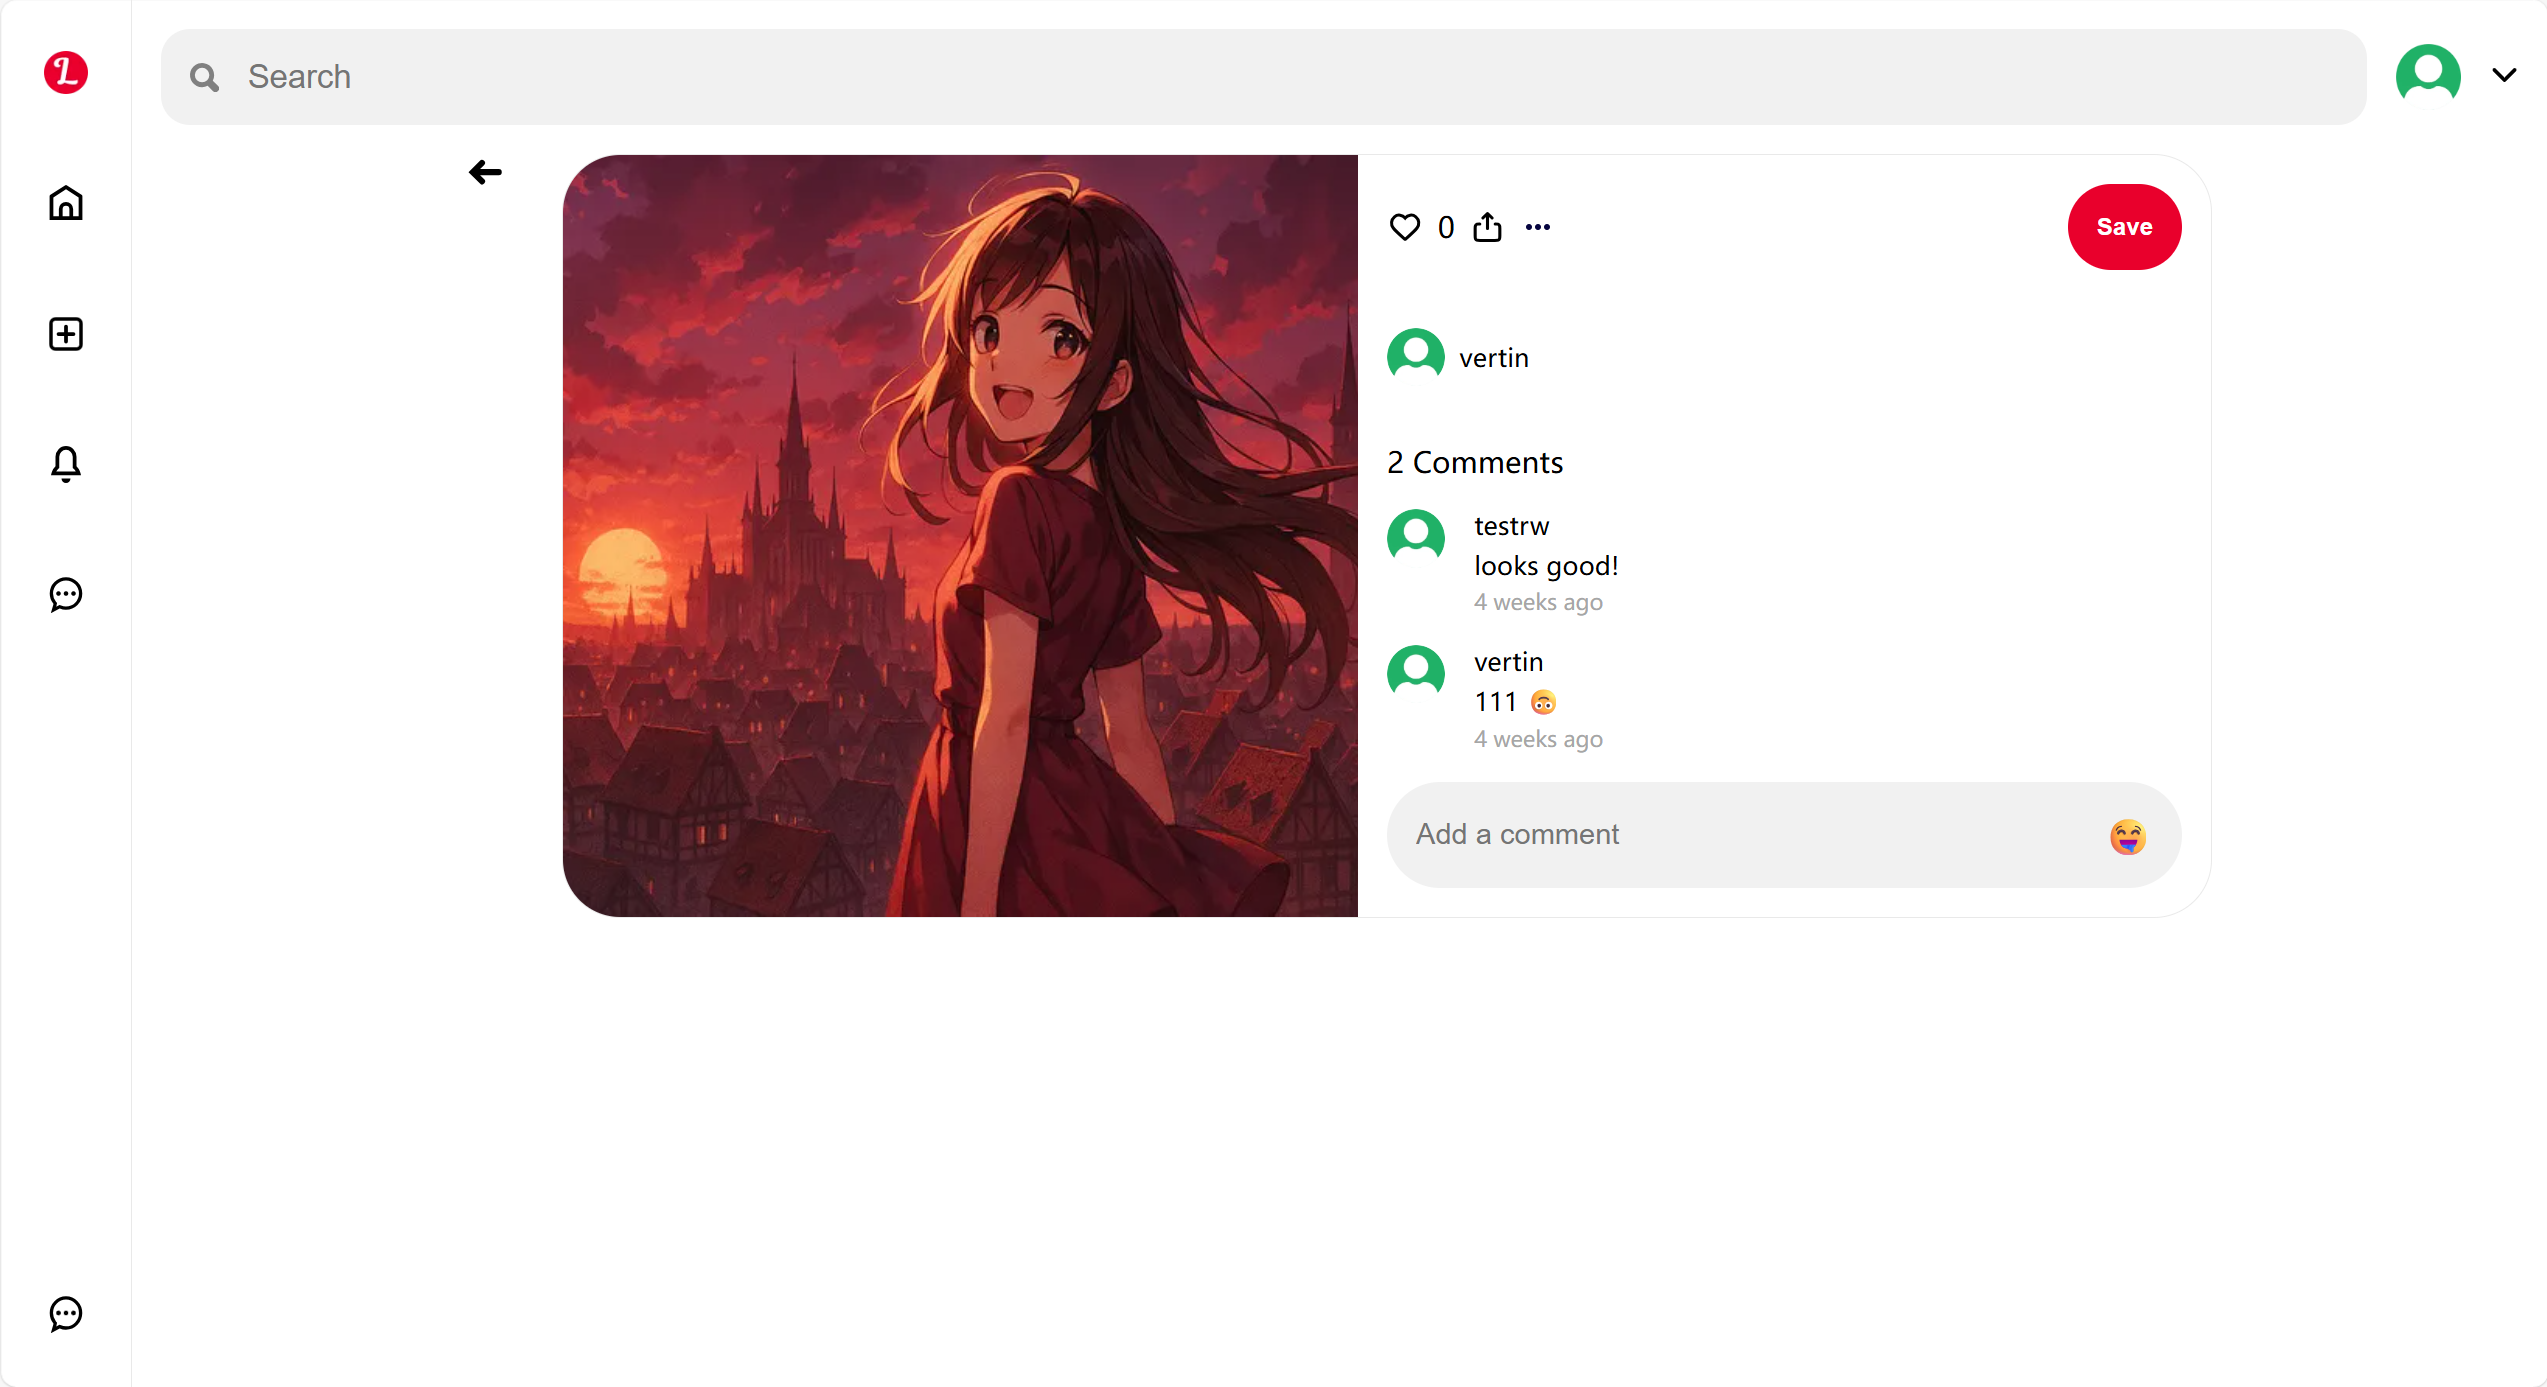 L
Search
0
Save
vertin
2 Comments
testrw
looks good!
4 weeks ago
vertin
111 😳
4 weeks ago
Add a comment